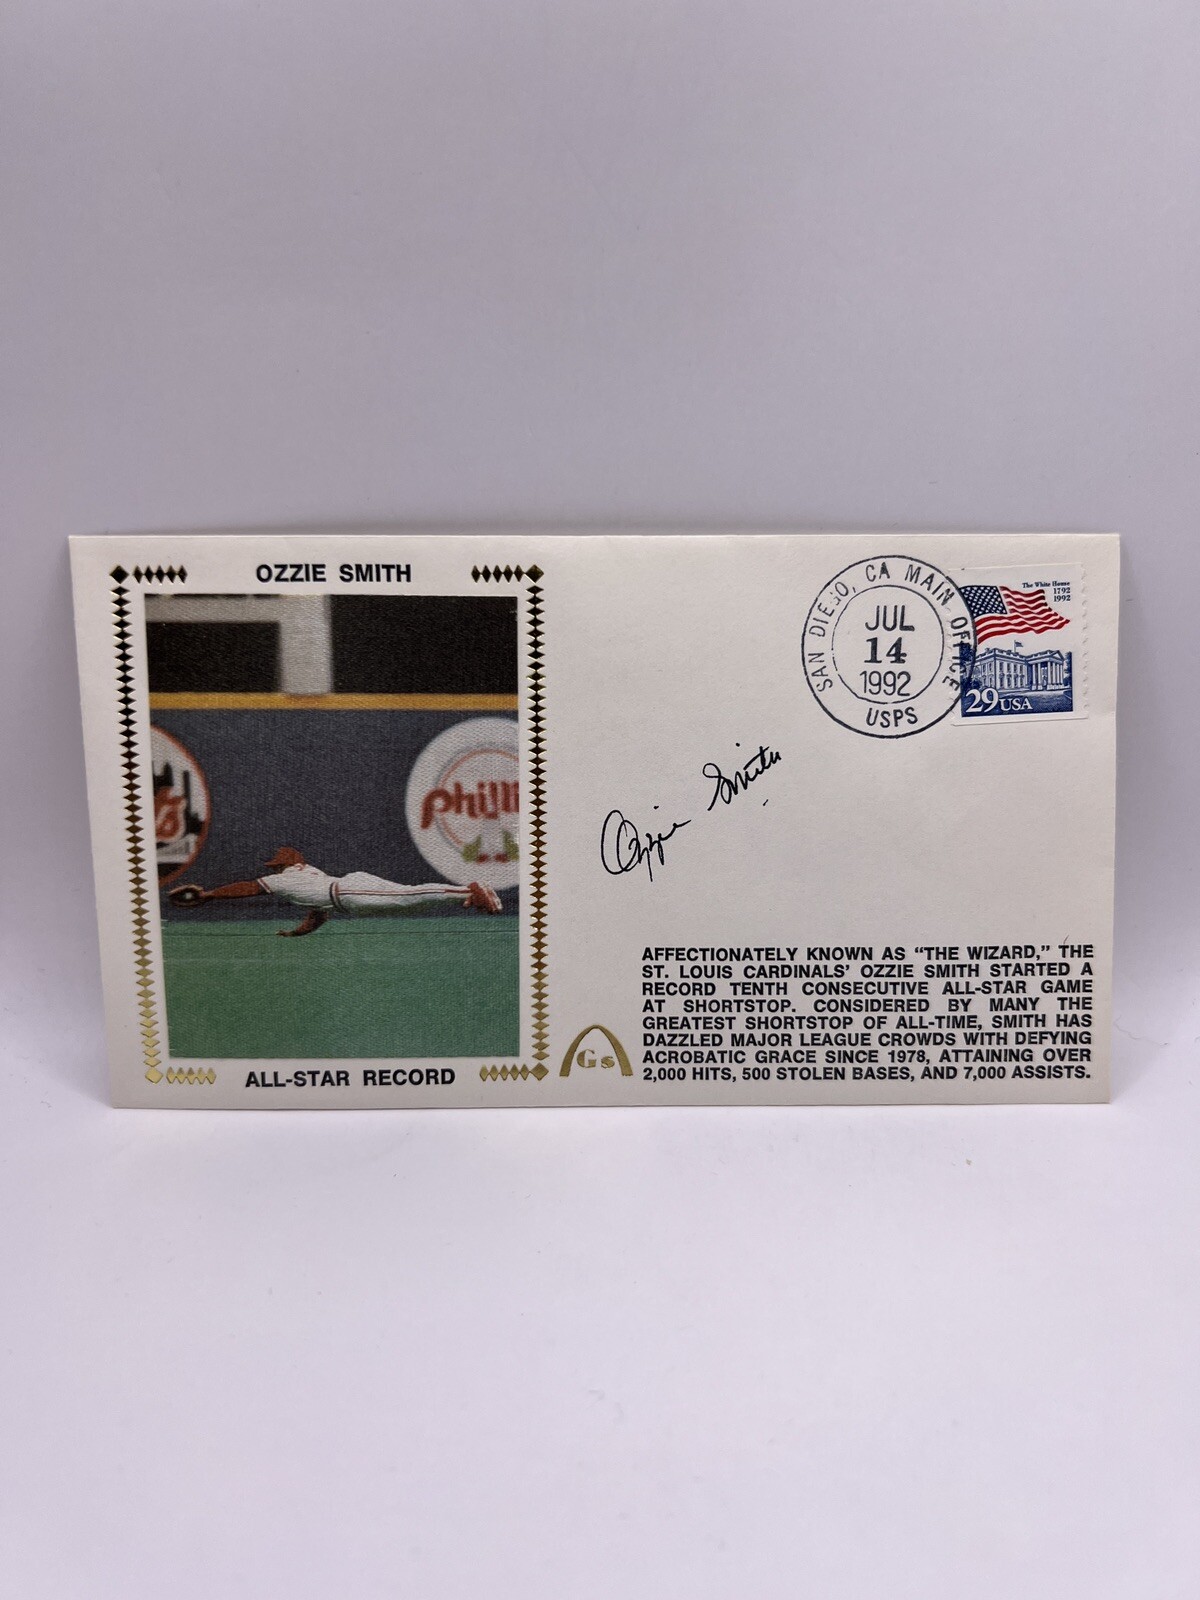 OZZIE SMITH
philli
ALL-STAR RECORD
Gs
SAN DIEGO, CA MAIN OFFICE
JUL
14
1992
USPS
The White House
1792
1992
29 USA
Ozzie Smith
AFFECTIONATELY KNOWN AS "THE WIZARD," THE
ST. LOUIS CARDINALS' OZZIE SMITH STARTED A
RECORD TENTH CONSECUTIVE ALL-STAR GAME
AT SHORTSTOP. CONSIDERED BY MANY THE
GREATEST SHORTSTOP OF ALL-TIME, SMITH HAS
DAZZLED MAJOR LEAGUE CROWDS WITH DEFYING
ACROBATIC GRACE SINCE 1978, ATTAINING OVER
2,000 HITS, 500 STOLEN BASES, AND 7,000 ASSISTS.